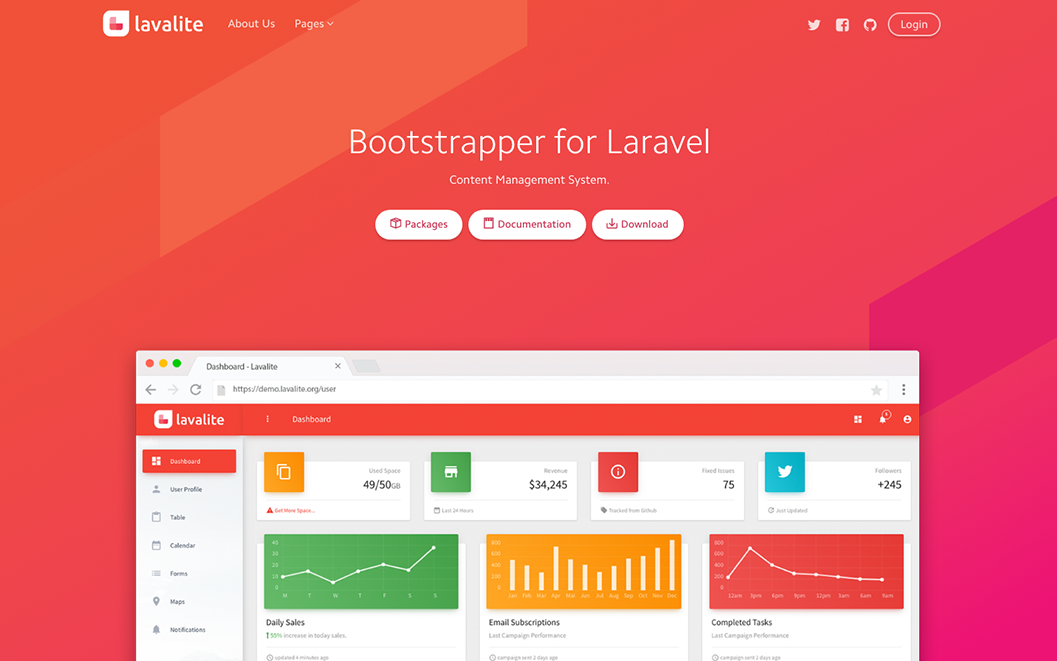 lavalite
About Us
Pages
Login
Bootstrapper for Laravel
Content Management System.
Packages
Documentation
Download
Dashboard - Lavalite
https://demo.lavalite.org/user
lavalite
Dashboard
Dashboard
User Profile
Table
Calendar
Forms
Maps
Notifications
Used Space
49/50GB
Get More Space...
Revenue
$34,245
Last 24 Hours
Fixed Issues
75
Tracked from Github
Followers
+245
Just Updated
40
30
20
10
0
M T W T F S S
Daily Sales
55% increase in today sales.
updated 4 minutes ago
800
600
400
200
0
Jan Feb Mar Apr Mai Jun Jul Aug Sep Oct Nov Dec
Email Subscriptions
Last Campaign Performance
campaign sent 2 days ago
800
600
400
200
0
12am 3pm 6pm 9pm 12pm 3am 6am 9am
Completed Tasks
Last Campaign Performance
campaign sent 2 days ago